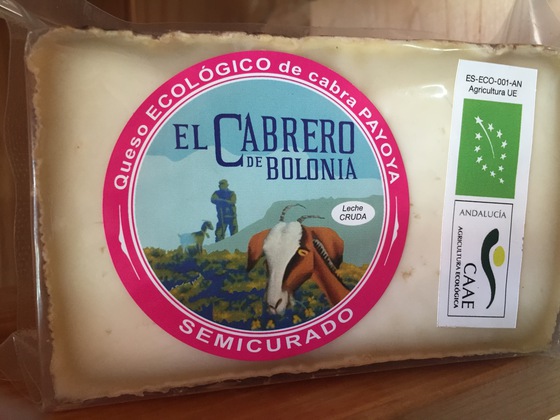 Queso ECOLÓGICO de cabra PAYOYA
EL CABRERO
DE BOLONIA
Leche
CRUDA
SEMICURADO
ES-ECO-001-AN
Agricultura UE
ANDALUCÍA
CAAE
AGRICULTURA ECOLÓGICA